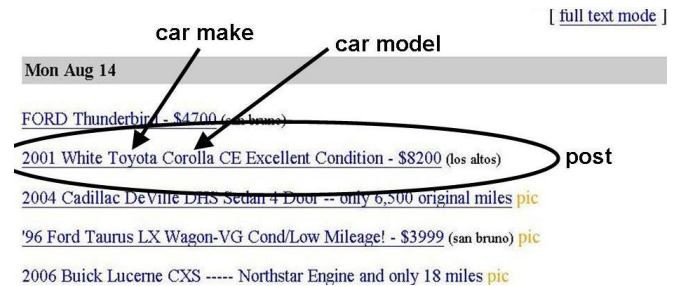 [ full text mode ]
car make
car model
Mon Aug 14
FORD Thunderbird - $4700 (san bruno)
2001 White Toyota Corolla CE Excellent Condition - $8200 (los altos)
post
2004 Cadillac DeVille DHS Sedan 4 Door -- only 6,500 original miles pic
'96 Ford Taurus LX Wagon-VG Cond/Low Mileage! - $3999 (san bruno) pic
2006 Buick Lucerne CXS ----- Northstar Engine and only 18 miles pic